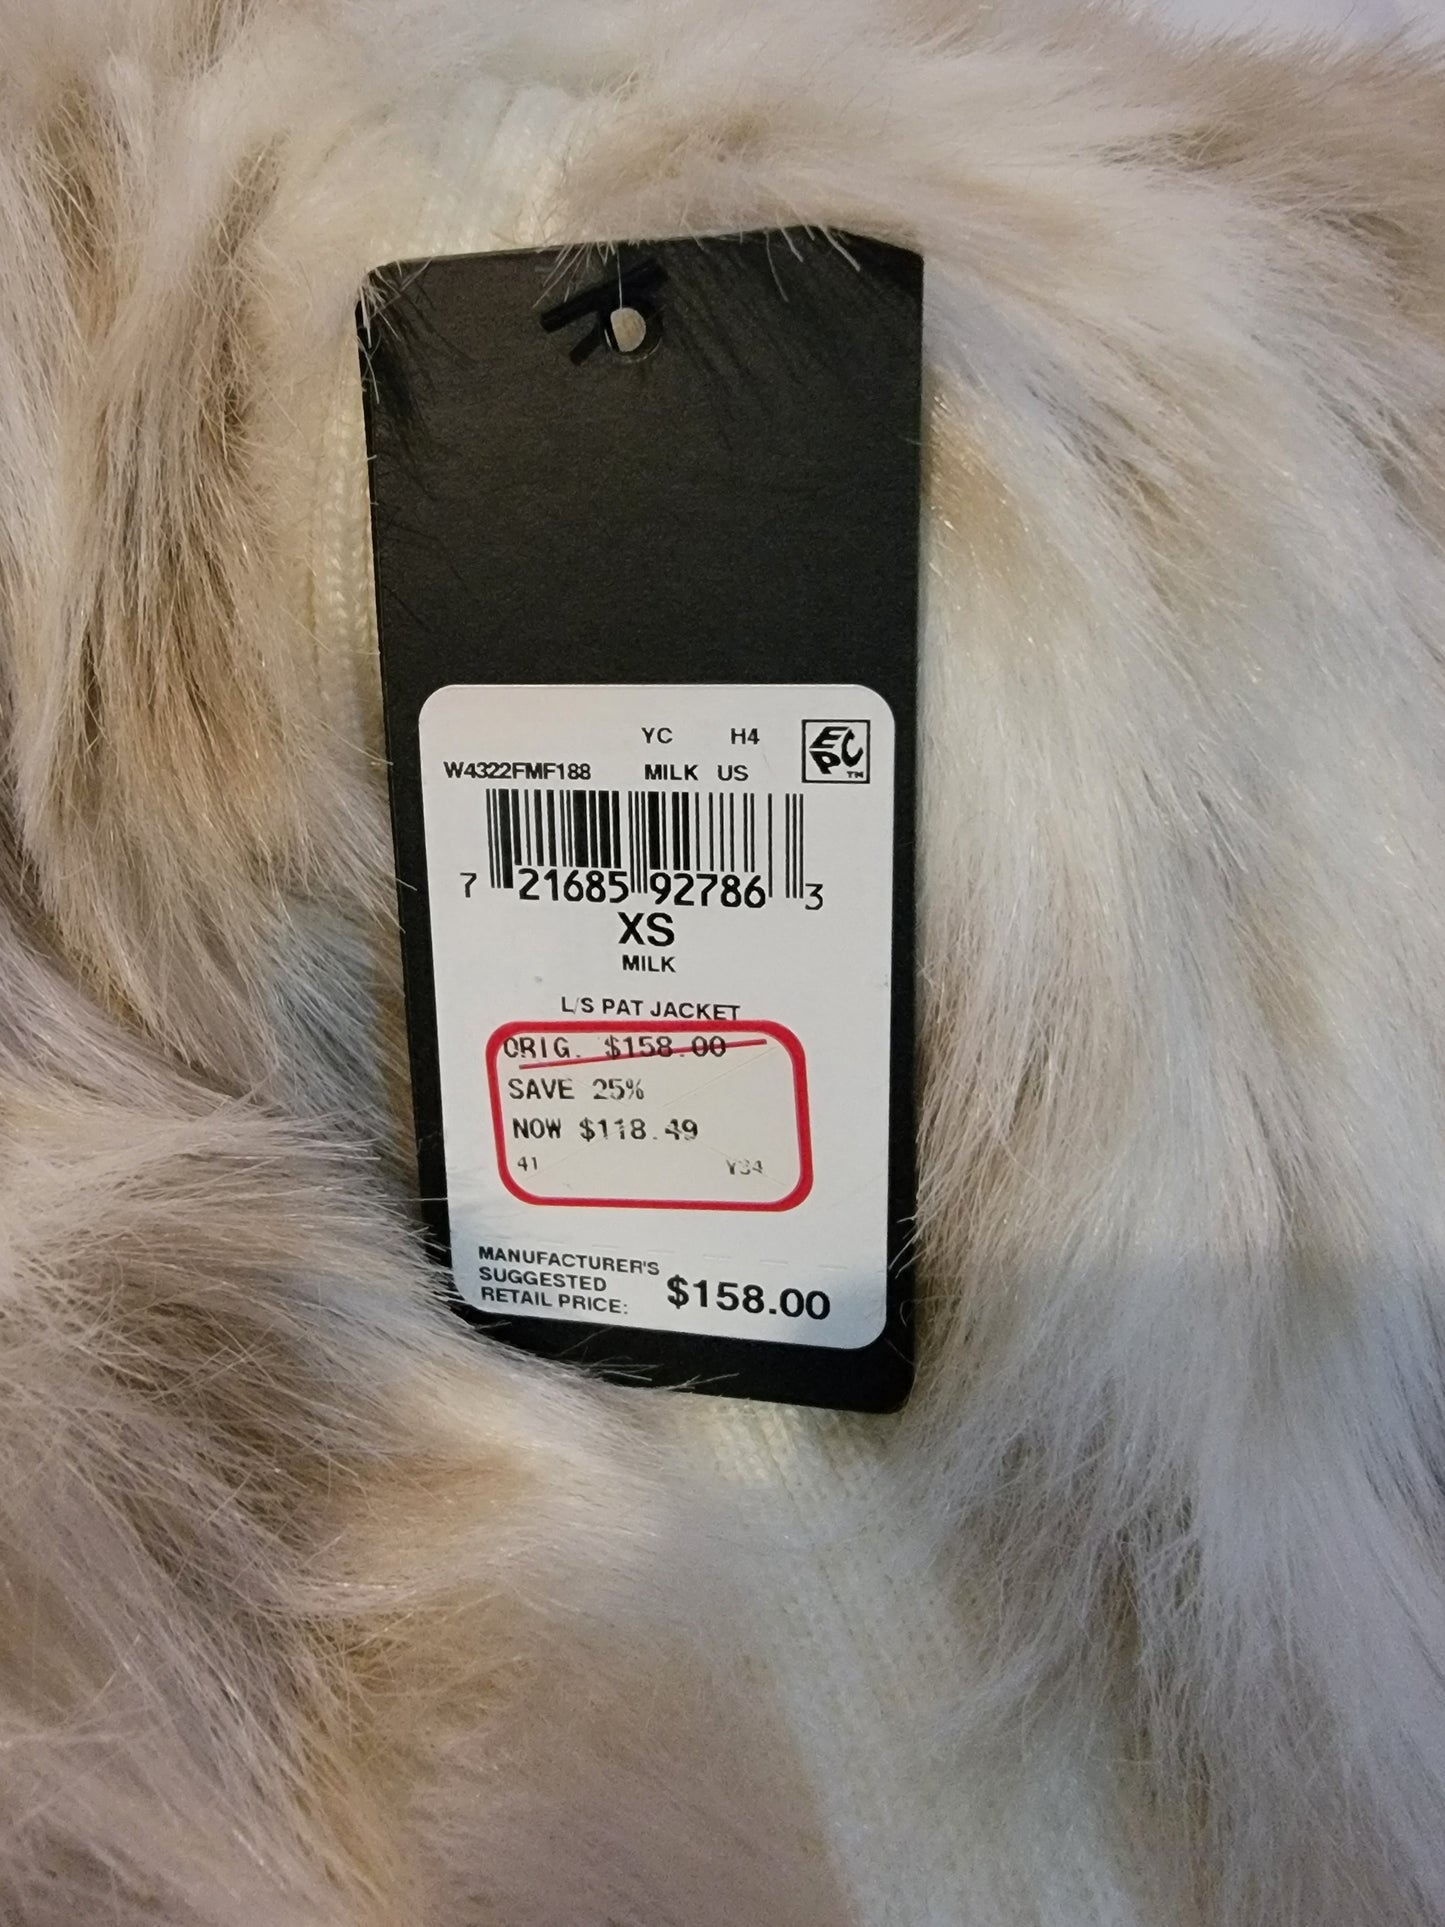 YC H4
EPC™
W4322FMF188 MILK US
7 21685 92786 3
XS
MILK
L/S PAT JACKET
ORIG. $158.00
SAVE 25%
NOW $118.49
41 Y34
MANUFACTURER'S
SUGGESTED
RETAIL PRICE: $158.00